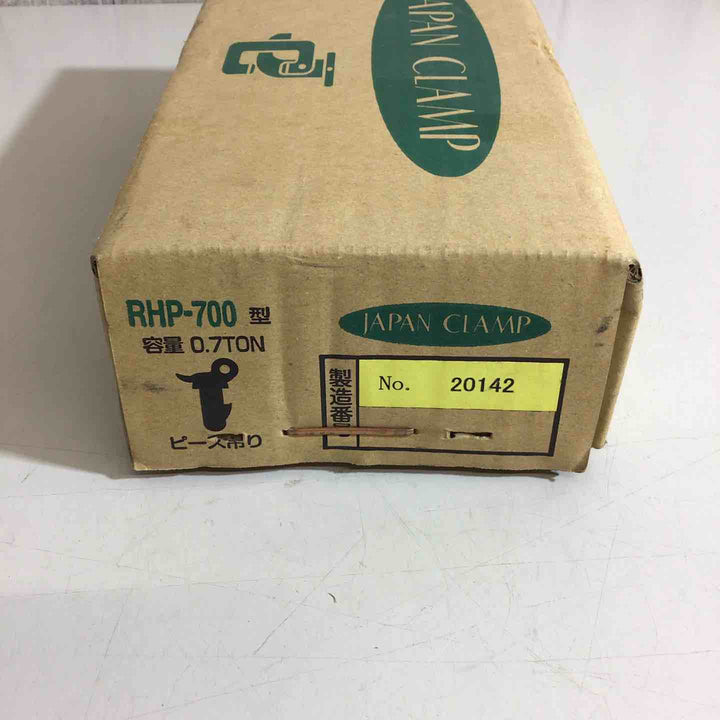 JAPAN CLAMP
RHP-700 型
容量 0.7TON
ピース吊り
JAPAN CLAMP
製造番号
No. 20142